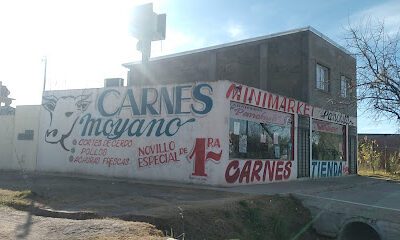 CARNES
Moyano
CORTES DE CERDO
POLLOS
ACHURAS FRESCAS
NOVILLO
ESPECIAL DE 1RA
MINIMARKET
CARNES
TIENDA